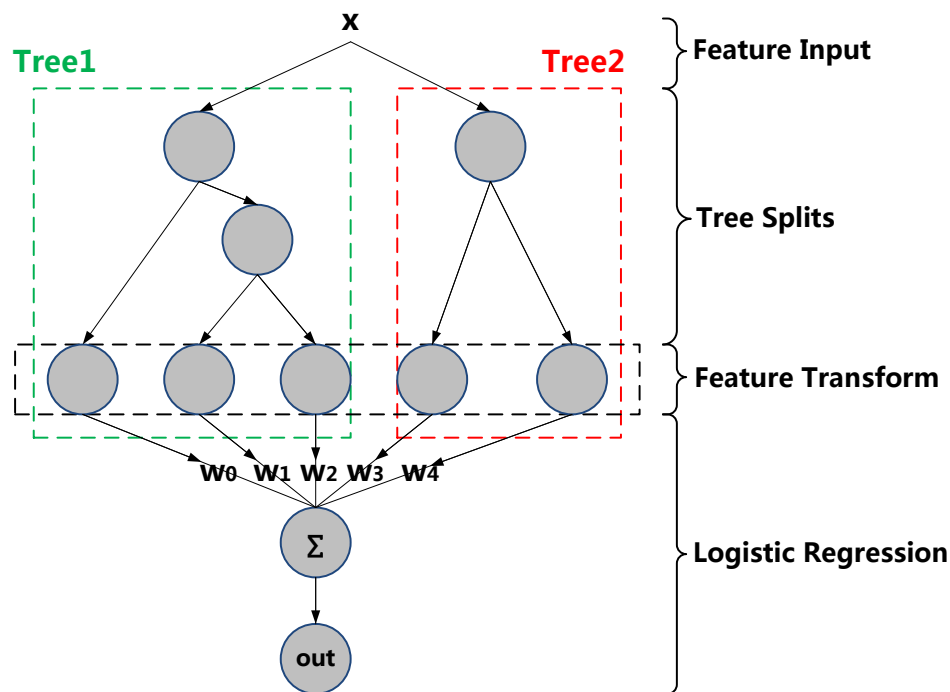 x
Feature Input
Tree1
Tree2
Tree Splits
Feature Transform
W0 W1 W2 W3 W4
Σ
Logistic Regression
out